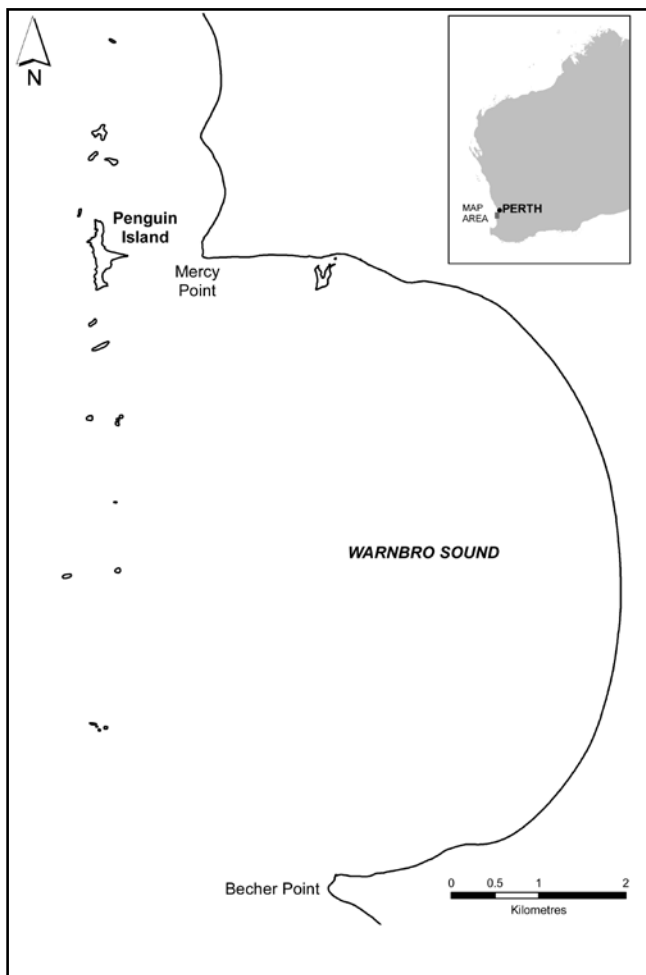 N
MAP
AREA
PERTH
Penguin
Island
Mercy
Point
WARNBRO SOUND
Becher Point
0 0.5 1 2
Kilometres